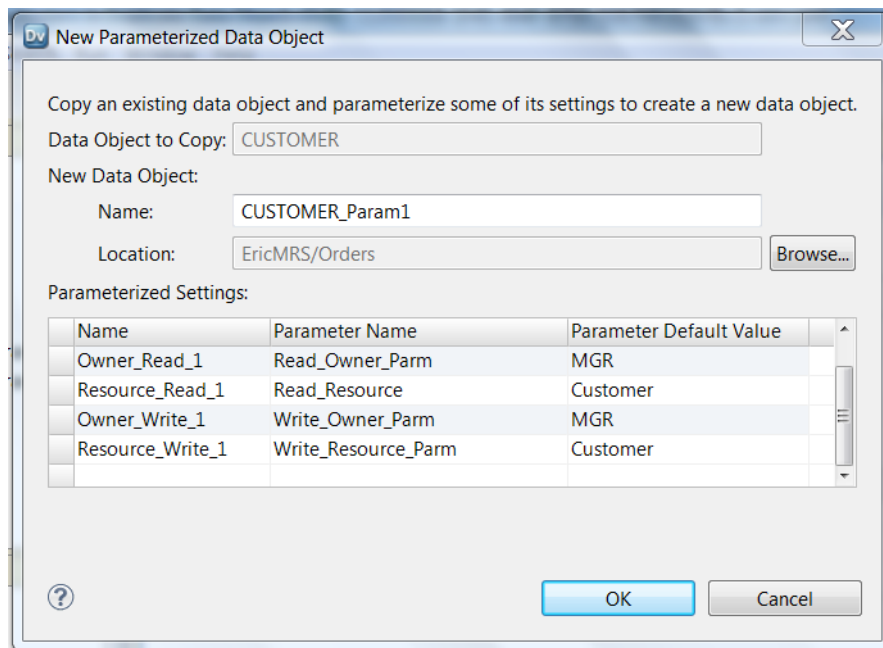 Dv New Parameterized Data Object
Copy an existing data object and parameterize some of its settings to create a new data object.
Data Object to Copy: CUSTOMER
New Data Object:
Name: CUSTOMER_Param1
Location: EricMRS/Orders Browse...
Parameterized Settings:
Name Parameter Name Parameter Default Value
Owner_Read_1 Read_Owner_Parm MGR
Resource_Read_1 Read_Resource Customer
Owner_Write_1 Write_Owner_Parm MGR
Resource_Write_1 Write_Resource_Parm Customer
? OK Cancel